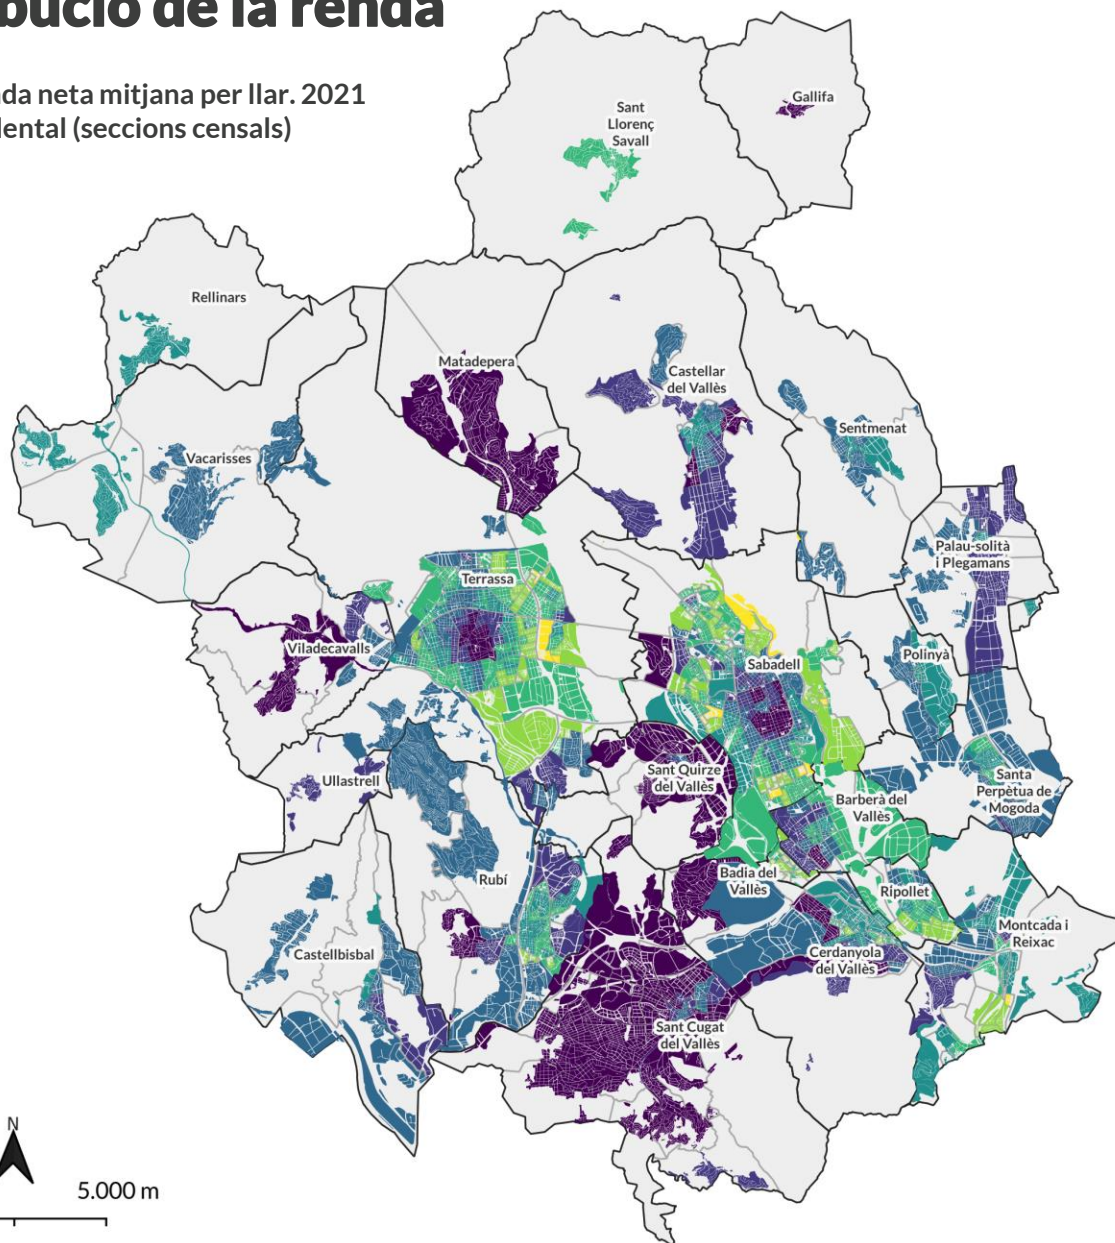 bució de la renda
da neta mitjana per llar. 2021
dental (seccions censals)
Gallifa
Sant
Llorenç
Savall
Rellinars
Matadepera
Castellar
del Vallès
Sentmenat
Vacarisses
Palau-solità
i Plegamans
Terrassa
Viladecavalls
Polinyà
Sabadell
Ullastrell
Sant Quirze
del Vallès
Santa
Perpètua de
Mogoda
Barberà del
Vallès
Rubí
Badia del
Vallès
Ripollet
Montcada i
Reixac
Castellbisbal
Cerdanyola
del Vallès
Sant Cugat
del Vallès
N
5.000 m